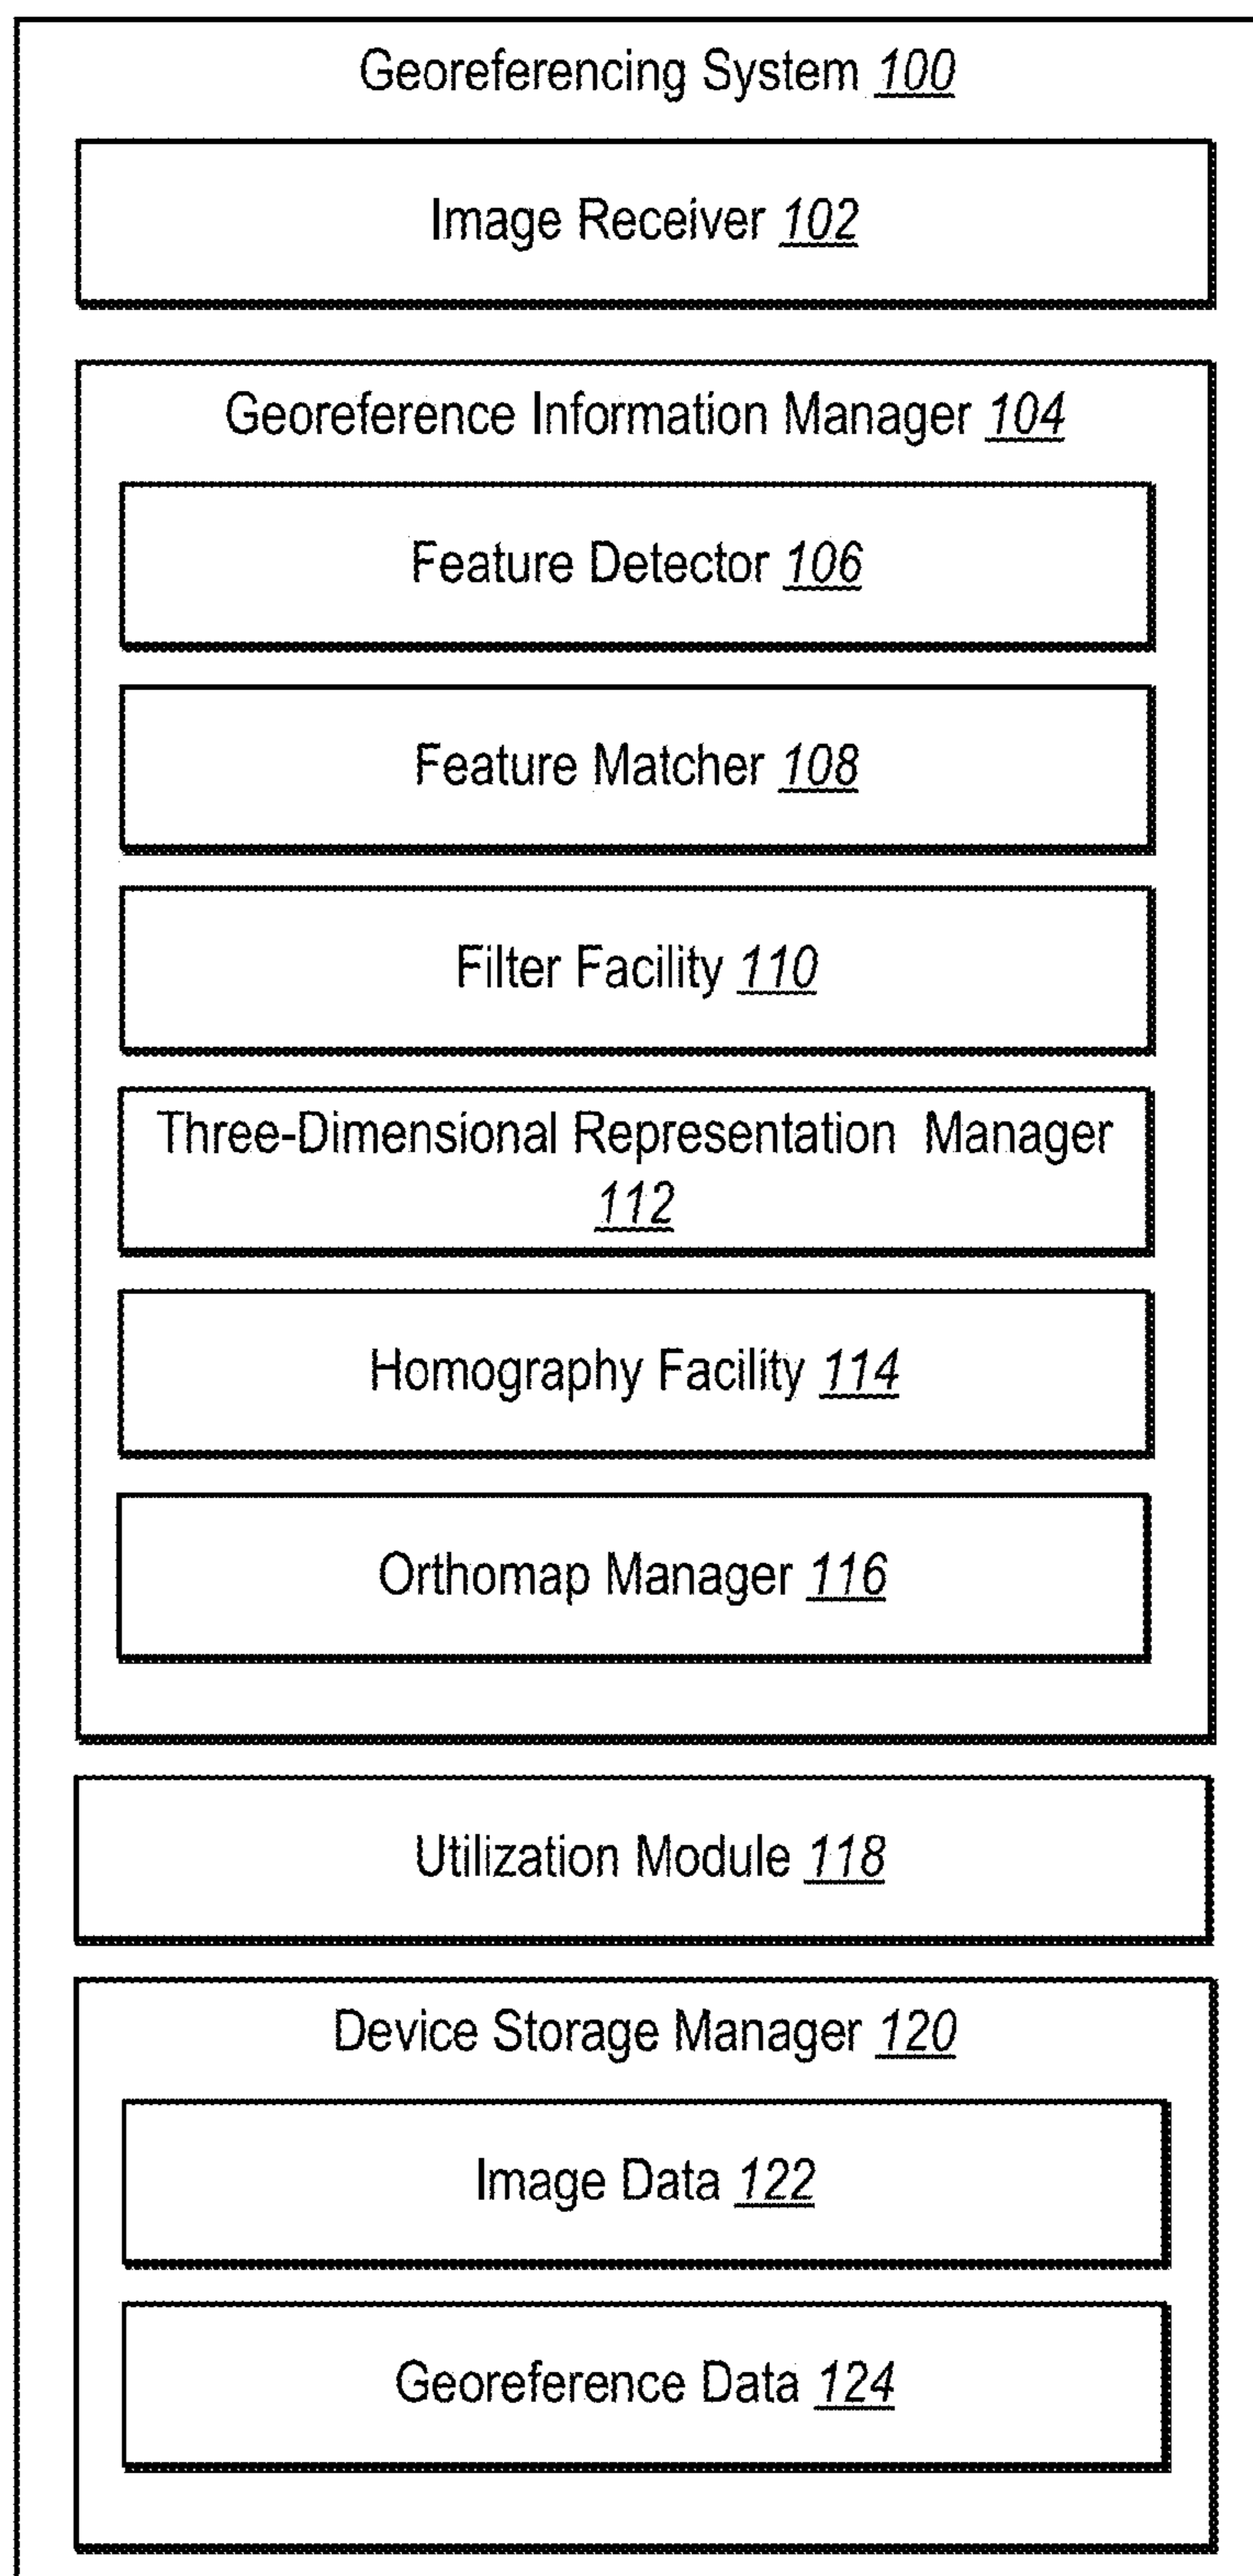 Georeferencing System 100
Image Receiver 102
Georeference Information Manager 104
Feature Detector 106
Feature Matcher 108
Filter Facility 110
Three-Dimensional Representation Manager
112
Homography Facility 114
Orthomap Manager 116
Utilization Module 118
Device Storage Manager 120
Image Data 122
Georeference Data 124